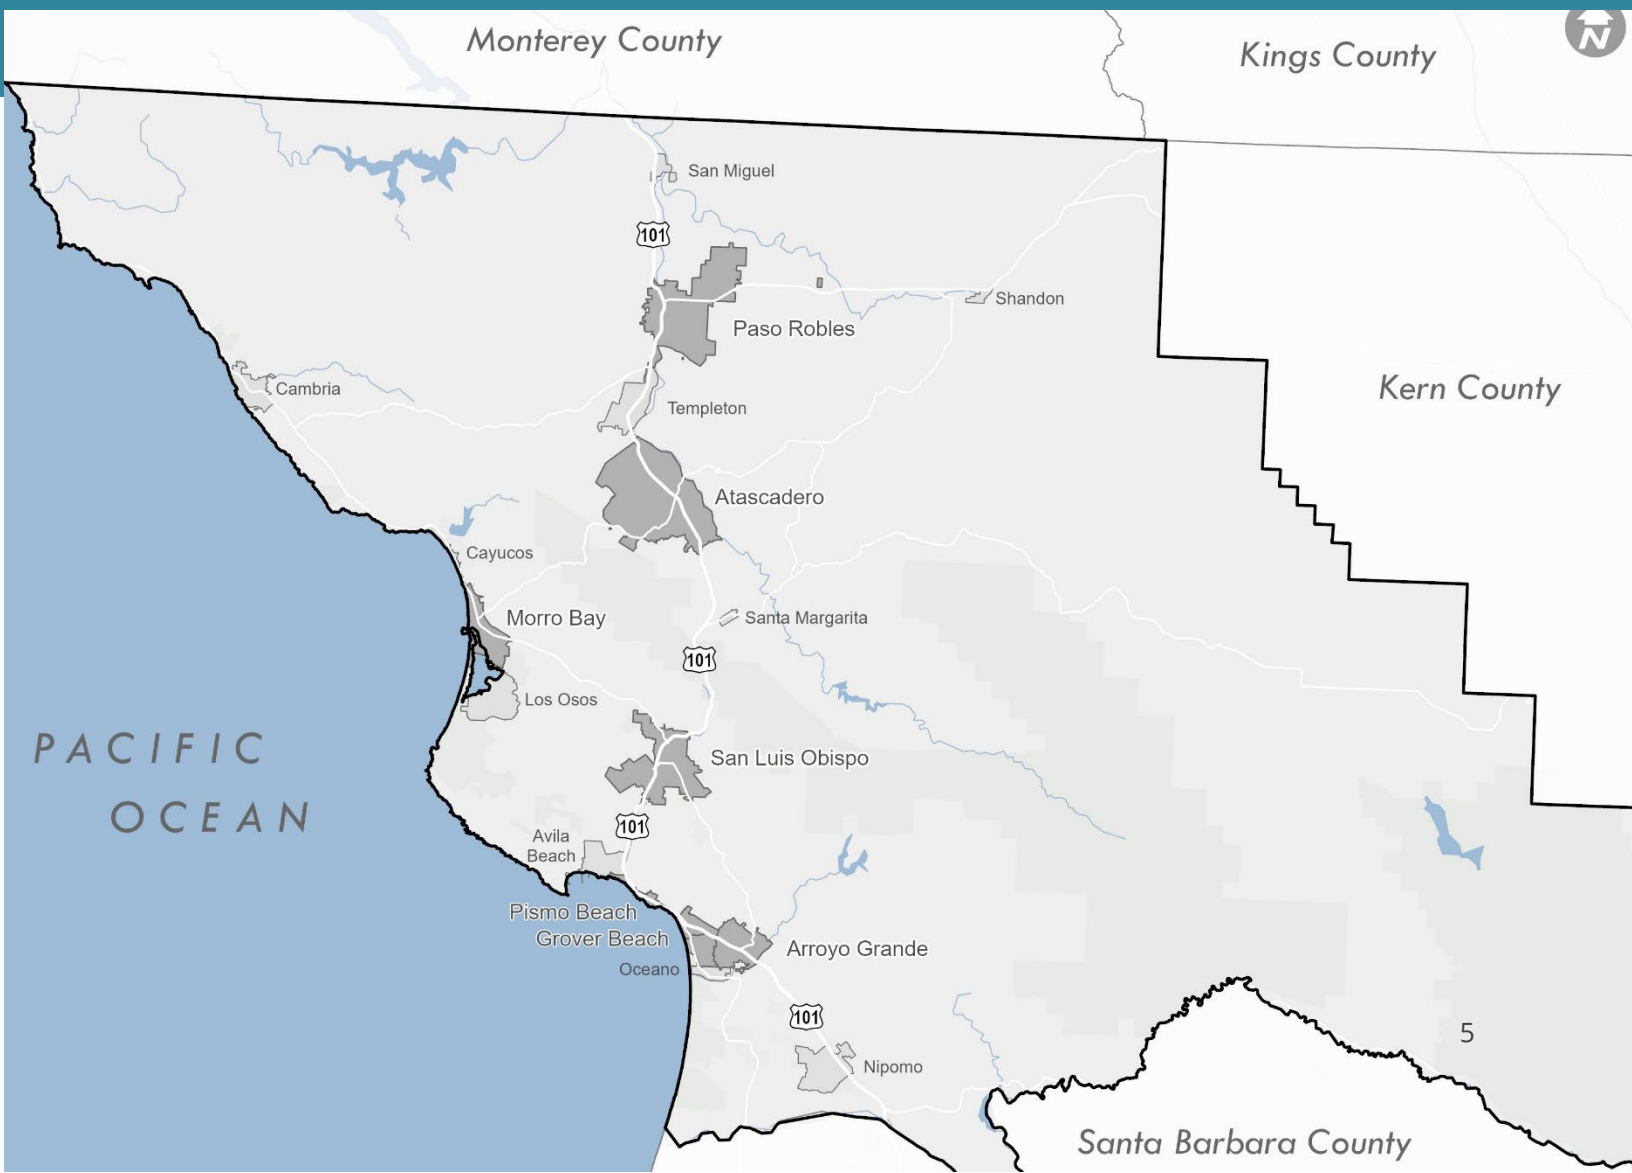 Monterey County
Kings County
N
San Miguel
101
Shandon
Paso Robles
Kern County
Cambria
Templeton
Atascadero
Cayucos
Morro Bay
Santa Margarita
101
Los Osos
PACIFIC
OCEAN
San Luis Obispo
101
Avila
Beach
Pismo Beach
Grover Beach
Arroyo Grande
Oceano
101
5
Nipomo
Santa Barbara County